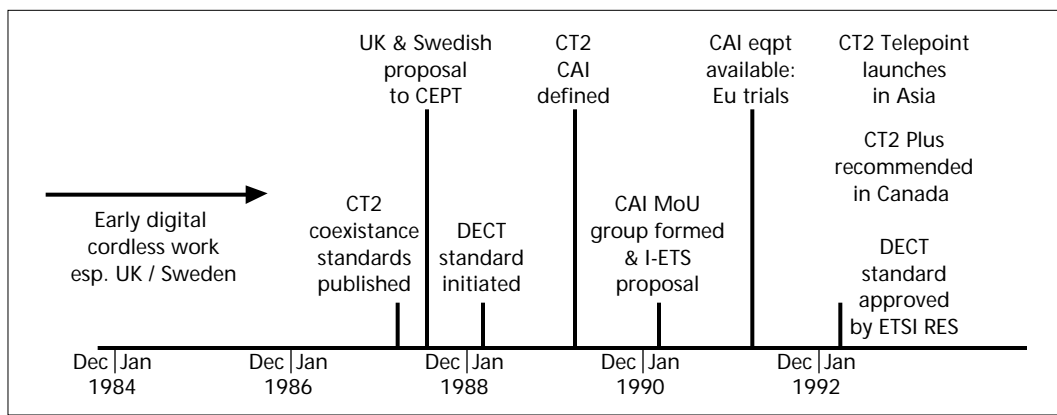 UK & Swedish
proposal
to CEPT
CT2
CAI
defined
CAI eqpt
available:
Eu trials
CT2 Telepoint
launches
in Asia
CT2 Plus
recommended
in Canada
Early digital
cordless work
esp. UK / Sweden
CT2
coexistance
standards
published
DECT
standard
initiated
CAI MoU
group formed
& I-ETS
proposal
DECT
standard
approved
by ETSI RES
Dec|Jan
1984
Dec|Jan
1986
Dec|Jan
1988
Dec|Jan
1990
Dec|Jan
1992